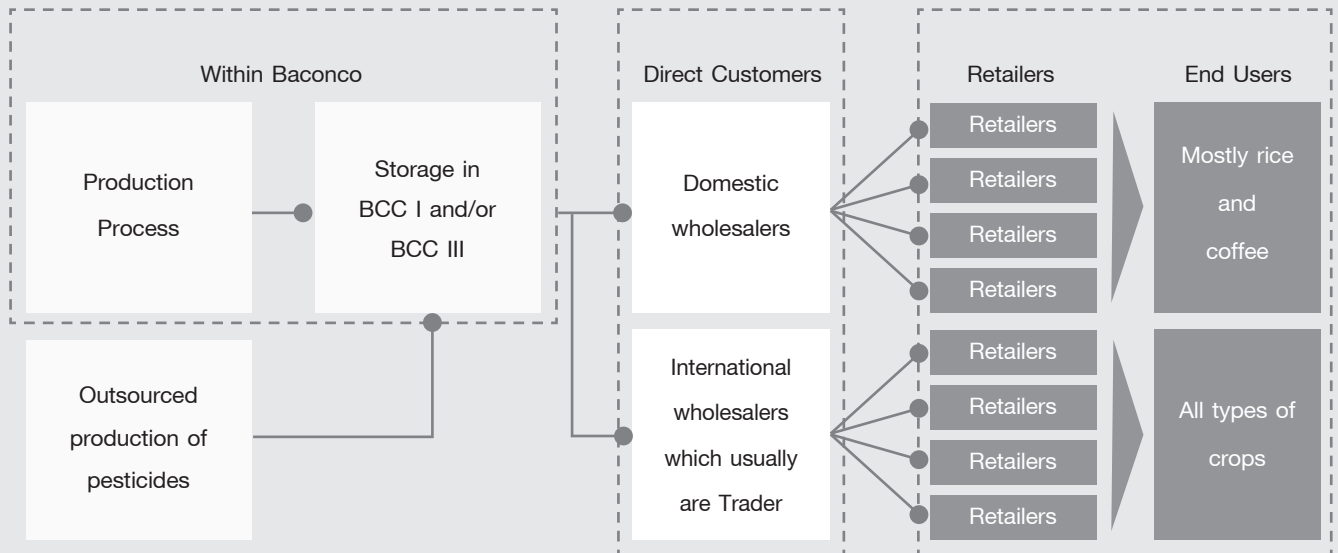 Within Baconco
Direct Customers
Retailers
End Users
Production
Process
Storage in
BCC I and/or
BCC III
Outsourced
production of
pesticides
Domestic
wholesalers
International
wholesalers
which usually
are Trader
Retailers
Retailers
Retailers
Retailers
Retailers
Retailers
Retailers
Retailers
Mostly rice
and
coffee
All types of
crops